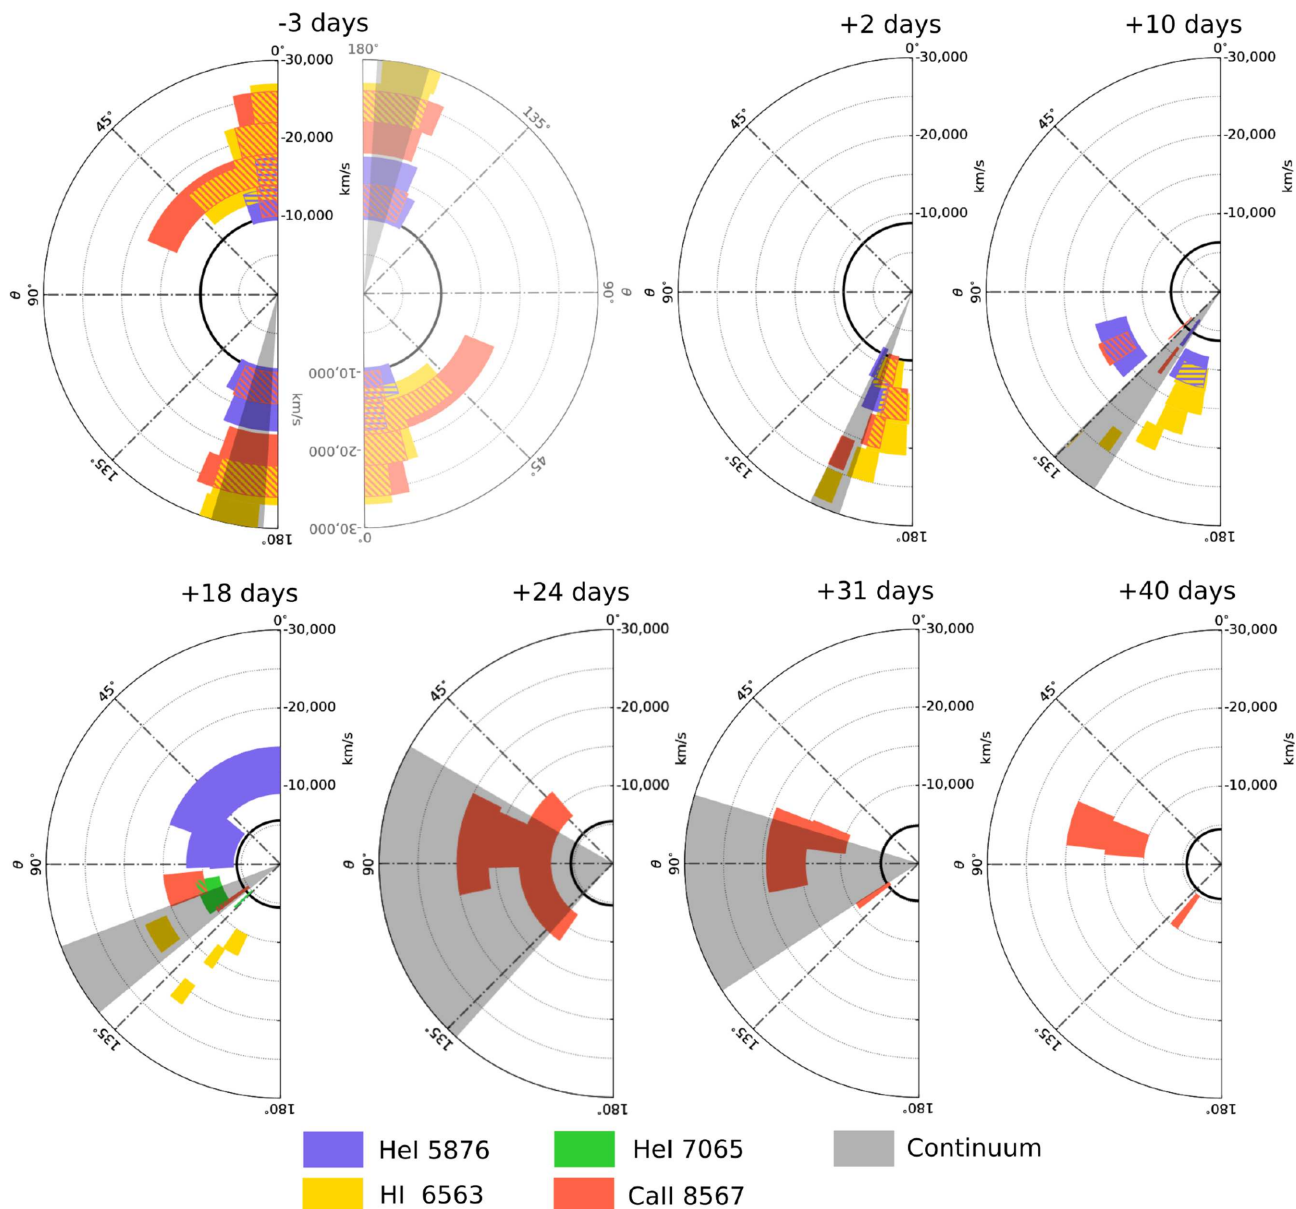 -3 days
+2 days
+10 days
0°
-30,000
180°
0°
-30,000
0°
-30,000
45°
135°
45°
45°
-20,000
-20,000
-20,000
km/s
km/s
km/s
-10,000
-10,000
-10,000
θ
90°
90°
θ
θ
90°
θ
90°
-10,000
km/s
135°
-20,000
45°
135°
135°
180°
-30,000
0°
180°
180°
+18 days
+24 days
+31 days
+40 days
0°
-30,000
0°
-30,000
0°
-30,000
0°
-30,000
45°
45°
45°
45°
-20,000
-20,000
-20,000
-20,000
km/s
km/s
km/s
km/s
-10,000
-10,000
-10,000
-10,000
θ
90°
θ
90°
θ
90°
θ
90°
135°
135°
135°
135°
180°
180°
180°
180°
HeI 5876
HeI 7065
Continuum
HI 6563
CaII 8567